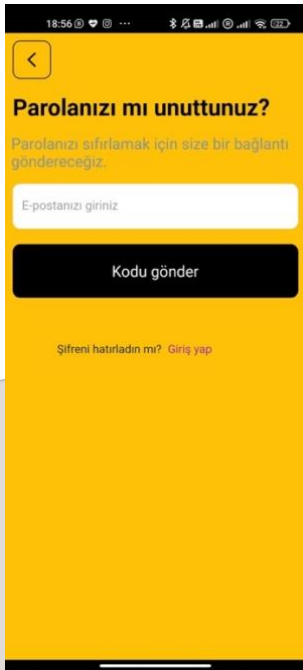 18:56
Parolanızı mı unuttunuz?
Parolanızı sıfırlamak için size bir bağlantı
göndereceğiz.
E-postanızı giriniz
Kodu gönder
Şifreni hatırladın mı? Giriş yap